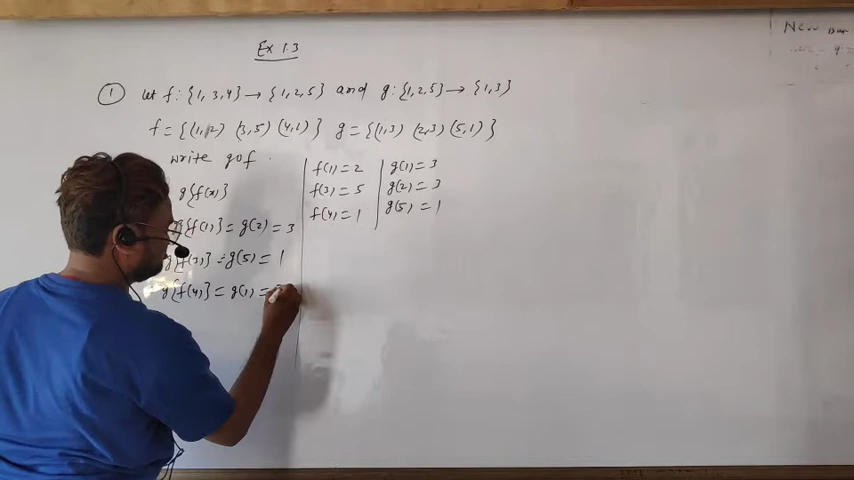 Ex 1.3
① Let f : {1, 3, 4} → {1, 2, 5} and g : {1, 2, 5} → {1, 3}
f = {(1, 2) (3, 5) (4, 1)} g = {(1, 3) (2, 3) (5, 1)}
write gof.
g{f(x)}
g{f(1)} = g(2) = 3
g{f(3)} = g(5) = 1
g{f(4)} = g(1) =
f(1) = 2
f(3) = 5
f(4) = 1
g(1) = 3
g(2) = 3
g(5) = 1
New